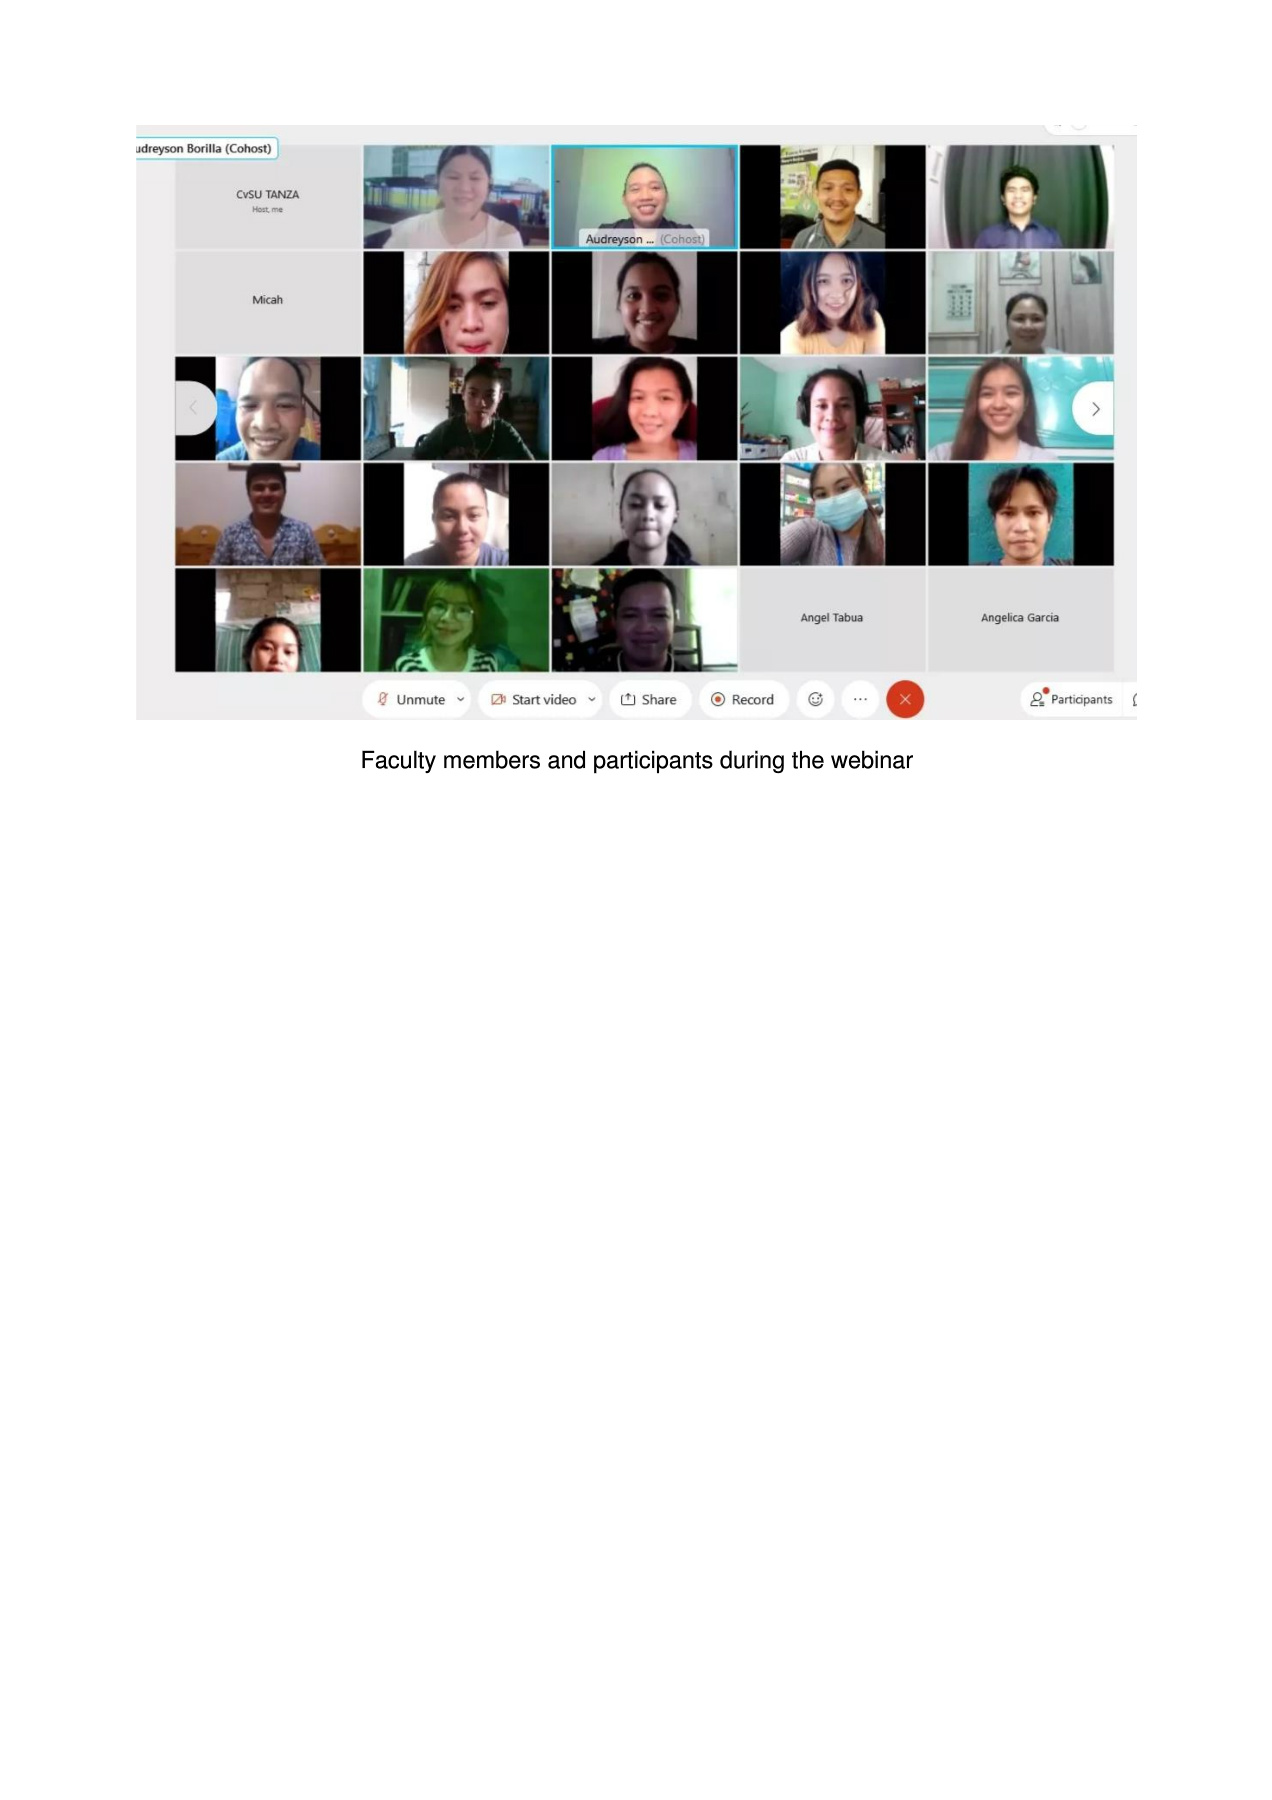 udreyson Borilla (Cohost)
CvSU TANZA
Host, me
Audreyson ... (Cohost)
Micah
Angel Tabua
Angelica Garcia
Unmute
Start video
Share
Record
Participants
Faculty members and participants during the webinar